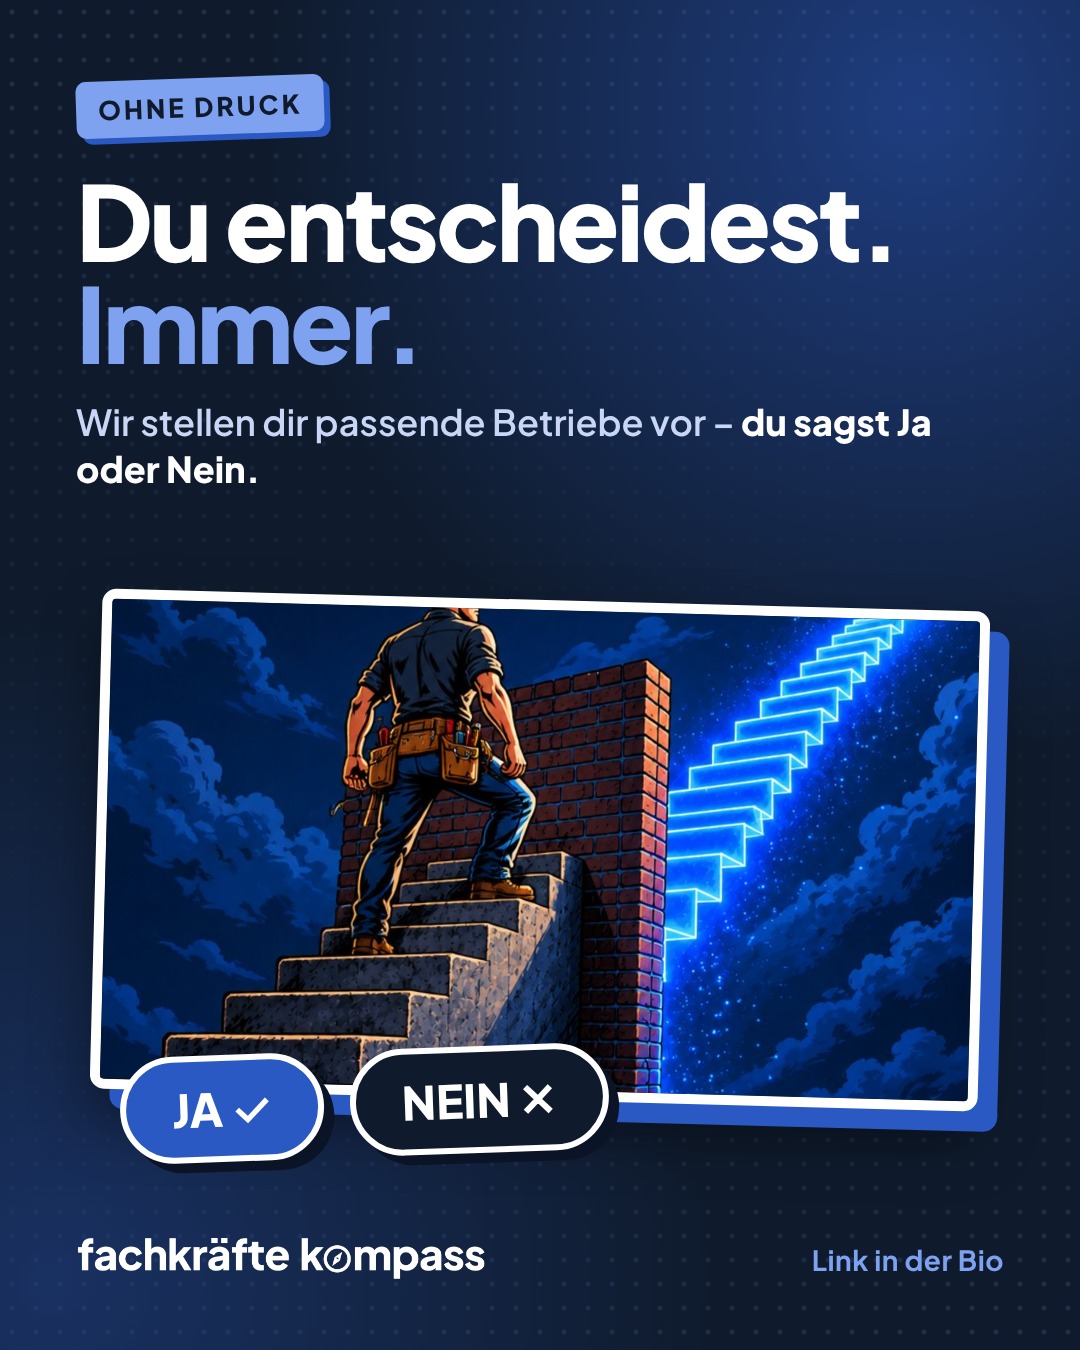 OHNE DRUCK
Du entscheidest.
Immer.
Wir stellen dir passende Betriebe vor – du sagst Ja
oder Nein.
JA ✓
NEIN ✕
fachkräfte kompass
Link in der Bio